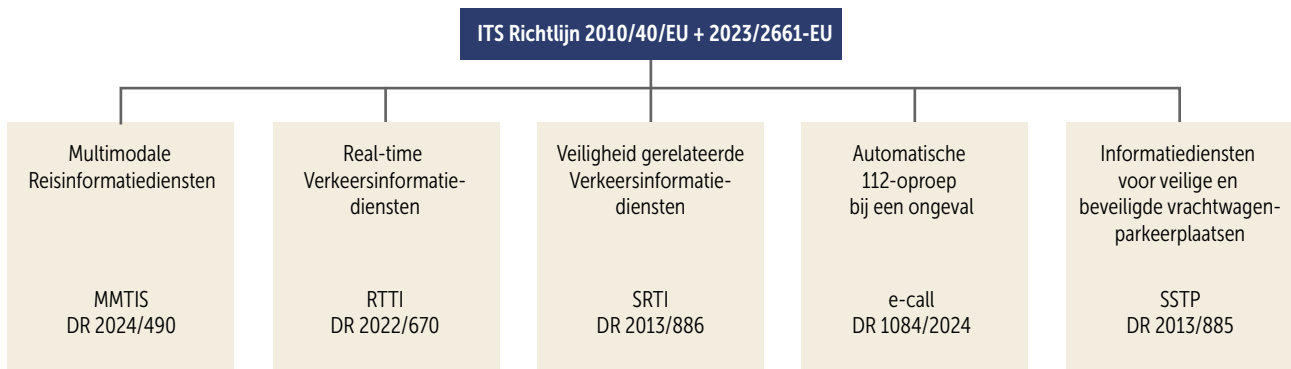 ITS Richtlijn 2010/40/EU + 2023/2661-EU
Multimodale
Reisinformatiediensten
MMTIS
DR 2024/490
Real-time
Verkeersinformatie-
diensten
RTTI
DR 2022/670
Veiligheid gerelateerde
Verkeersinformatie-
diensten
SRTI
DR 2013/886
Automatische
112-oproep
bij een ongeval
e-call
DR 1084/2024
Informatiediensten
voor veilige en
beveiligde vrachtwagen-
parkeerplaatsen
SSTP
DR 2013/885